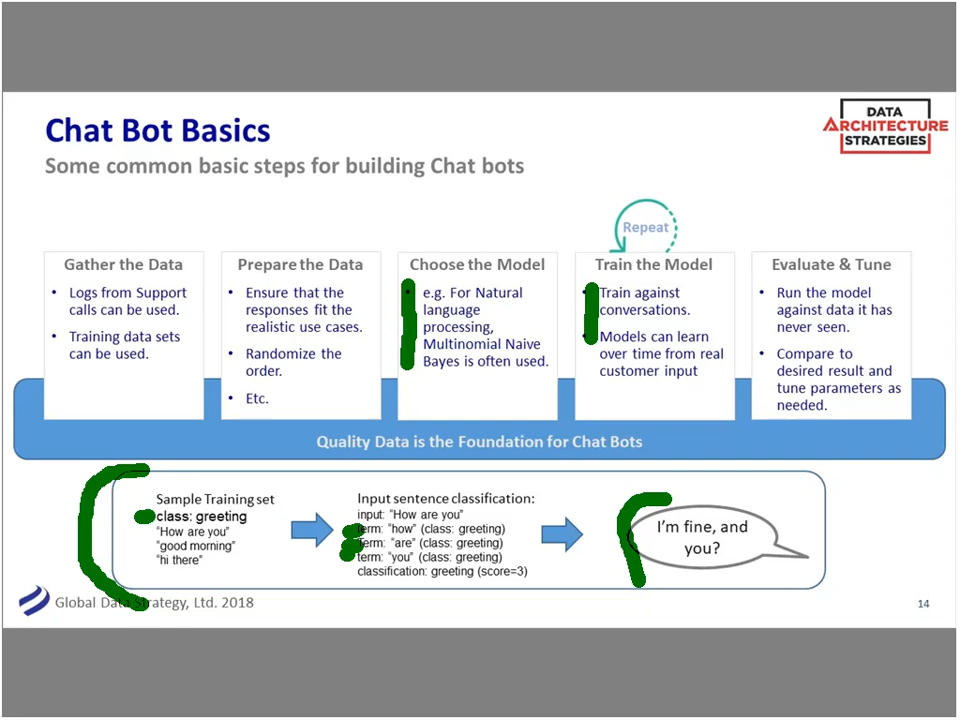 Chat Bot Basics
Some common basic steps for building Chat bots
DATA
ARCHITECTURE
STRATEGIES
Repeat
Gather the Data
• Logs from Support
calls can be used.
• Training data sets
can be used.
Prepare the Data
• Ensure that the
responses fit the
realistic use cases.
• Randomize the
order.
• Etc.
Choose the Model
e.g. For Natural
language
processing,
Multinomial Naive
Bayes is often used.
Train the Model
Train against
conversations.
Models can learn
over time from real
customer input
Evaluate & Tune
• Run the model
against data it has
never seen.
• Compare to
desired result and
tune parameters as
needed.
Quality Data is the Foundation for Chat Bots
Sample Training set
class: greeting
"How are you"
"good morning"
"hi there"
Input sentence classification:
input: "How are you"
term: "how" (class: greeting)
Term: "are" (class: greeting)
term: "you" (class: greeting)
classification: greeting (score=3)
I'm fine, and
you?
Global Data Strategy, Ltd. 2018
14